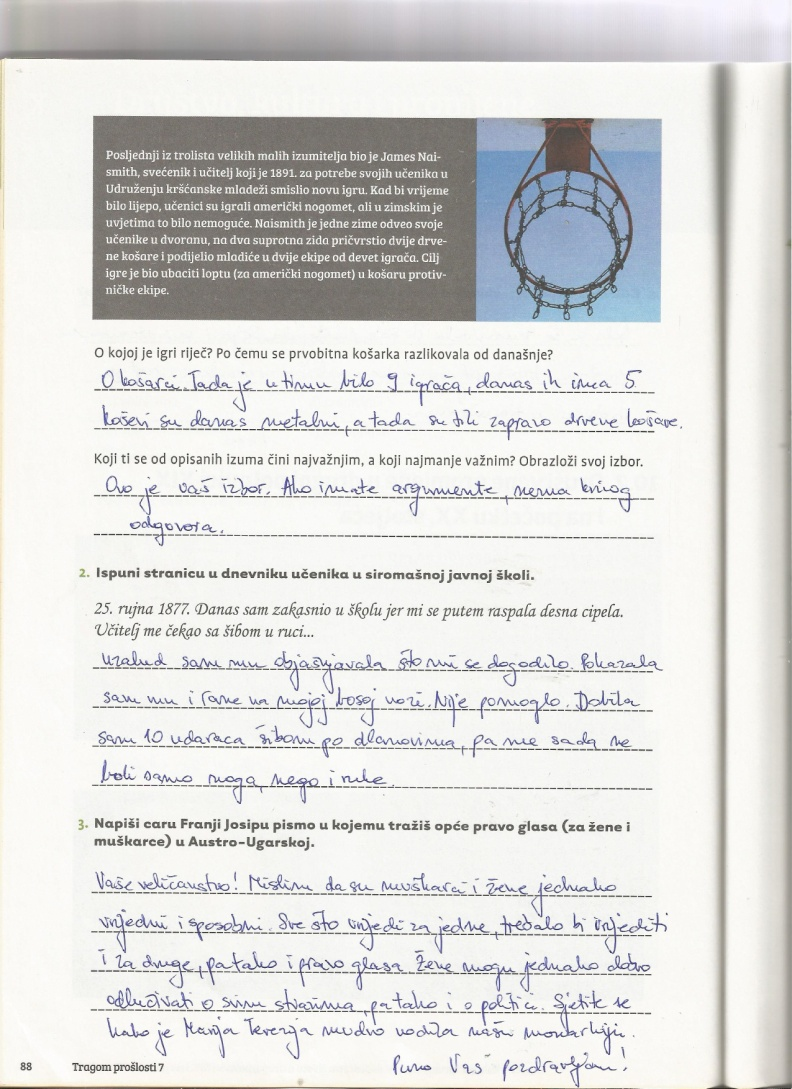 Posljednji iz trolista velikih malih izumitelja bio je James Nai-
smith, svećenik i učitelj koji je 1891. za potrebe svojih učenika u
Udruženju kršćanske mladeži smislio novu igru. Kad bi vrijeme
bilo lijepo, učenici su igrali američki nogomet, ali u zimskim je
uvjetima to bilo nemoguće. Naismith je jedne zime odveo svoje
učenike u dvoranu, na dva suprotna zida pričvrstio dvije drve-
ne košare i podijelio mladiće u dvije ekipe od devet igrača. Cilj
igre je bio ubaciti loptu (za američki nogomet) u košaru protiv-
ničke ekipe.
O kojoj je igri riječ? Po čemu se prvobitna košarka razlikovala od današnje?
O košarci. Tada je u timu bilo 9 igrača, danas ih ima 5.
Koševi su danas metalni, a tada su bili zapravo drvene košare.
Koji ti se od opisanih izuma čini najvažnijim, a koji najmanje važnim? Obrazloži svoj izbor.
Ovo je vaš izbor. Ako imate argumente, nema krivog
odgovora.
2. Ispuni stranicu u dnevniku učenika u siromašnoj javnoj školi.
25. rujna 1877. Danas sam zakasnio u školu jer mi se putem raspala desna cipela.
Učitelj me čekao sa šibom u ruci...
Uzalud sam mu objašnjavala što mi se dogodilo. Pokazala
sam mu i rane na mojoj bosoj nozi. Nije pomoglo. Dobila
sam 10 udaraca šibom po dlanovima, pa me sada ne
boli samo noga, nego i ruke.
3. Napiši caru Franji Josipu pismo u kojemu tražiš opće pravo glasa (za žene i
muškarce) u Austro-Ugarskoj.
Vaše veličanstvo! Mislim da su muškarci i žene jednako
vrijedni i sposobni. Sve što vrijedi za jedne, trebalo bi vrijediti
i za druge, pa tako i pravo glasa. Žene mogu jednako dobro
odlučivati o svim stvarima, pa tako i o politici. Sjetite se
kako je Marija Terezija mudro vodila našu monarhiju.
Puno Vas pozdravljam!
88 Tragom prošlosti 7